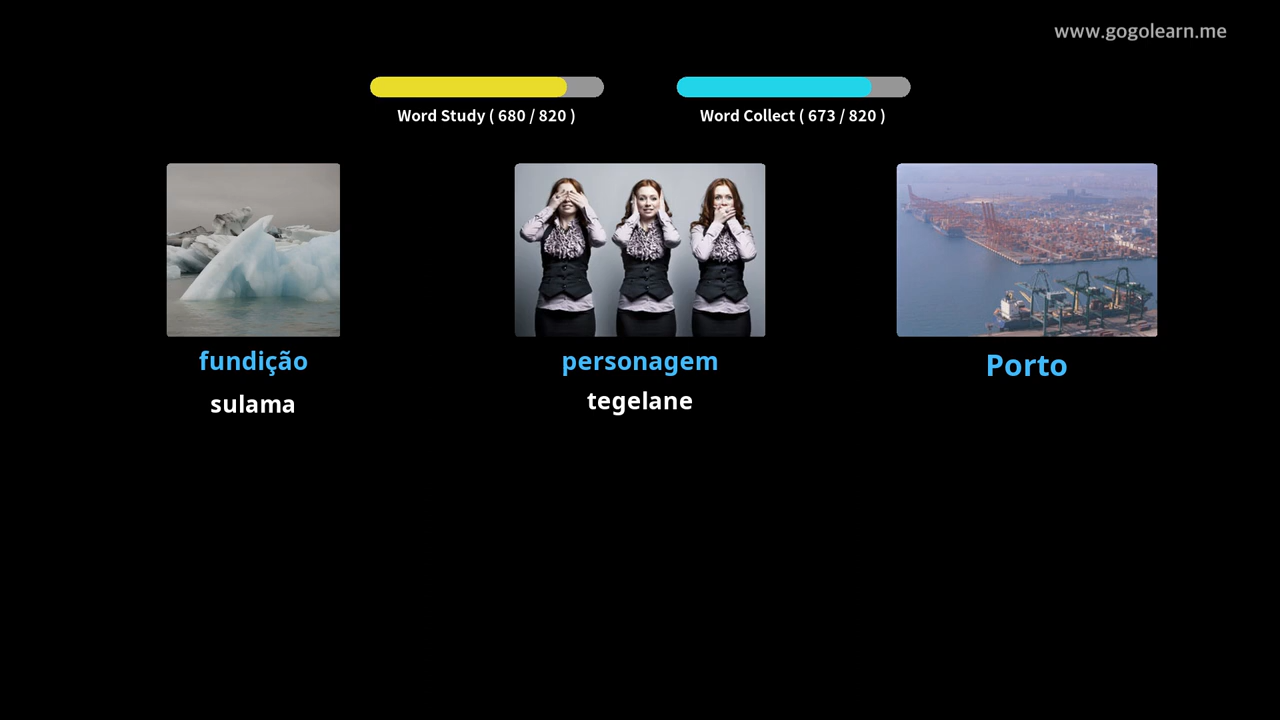 www.gogolearn.me
Word Study ( 680 / 820 )
Word Collect ( 673 / 820 )
fundição
sulama
personagem
tegelane
Porto